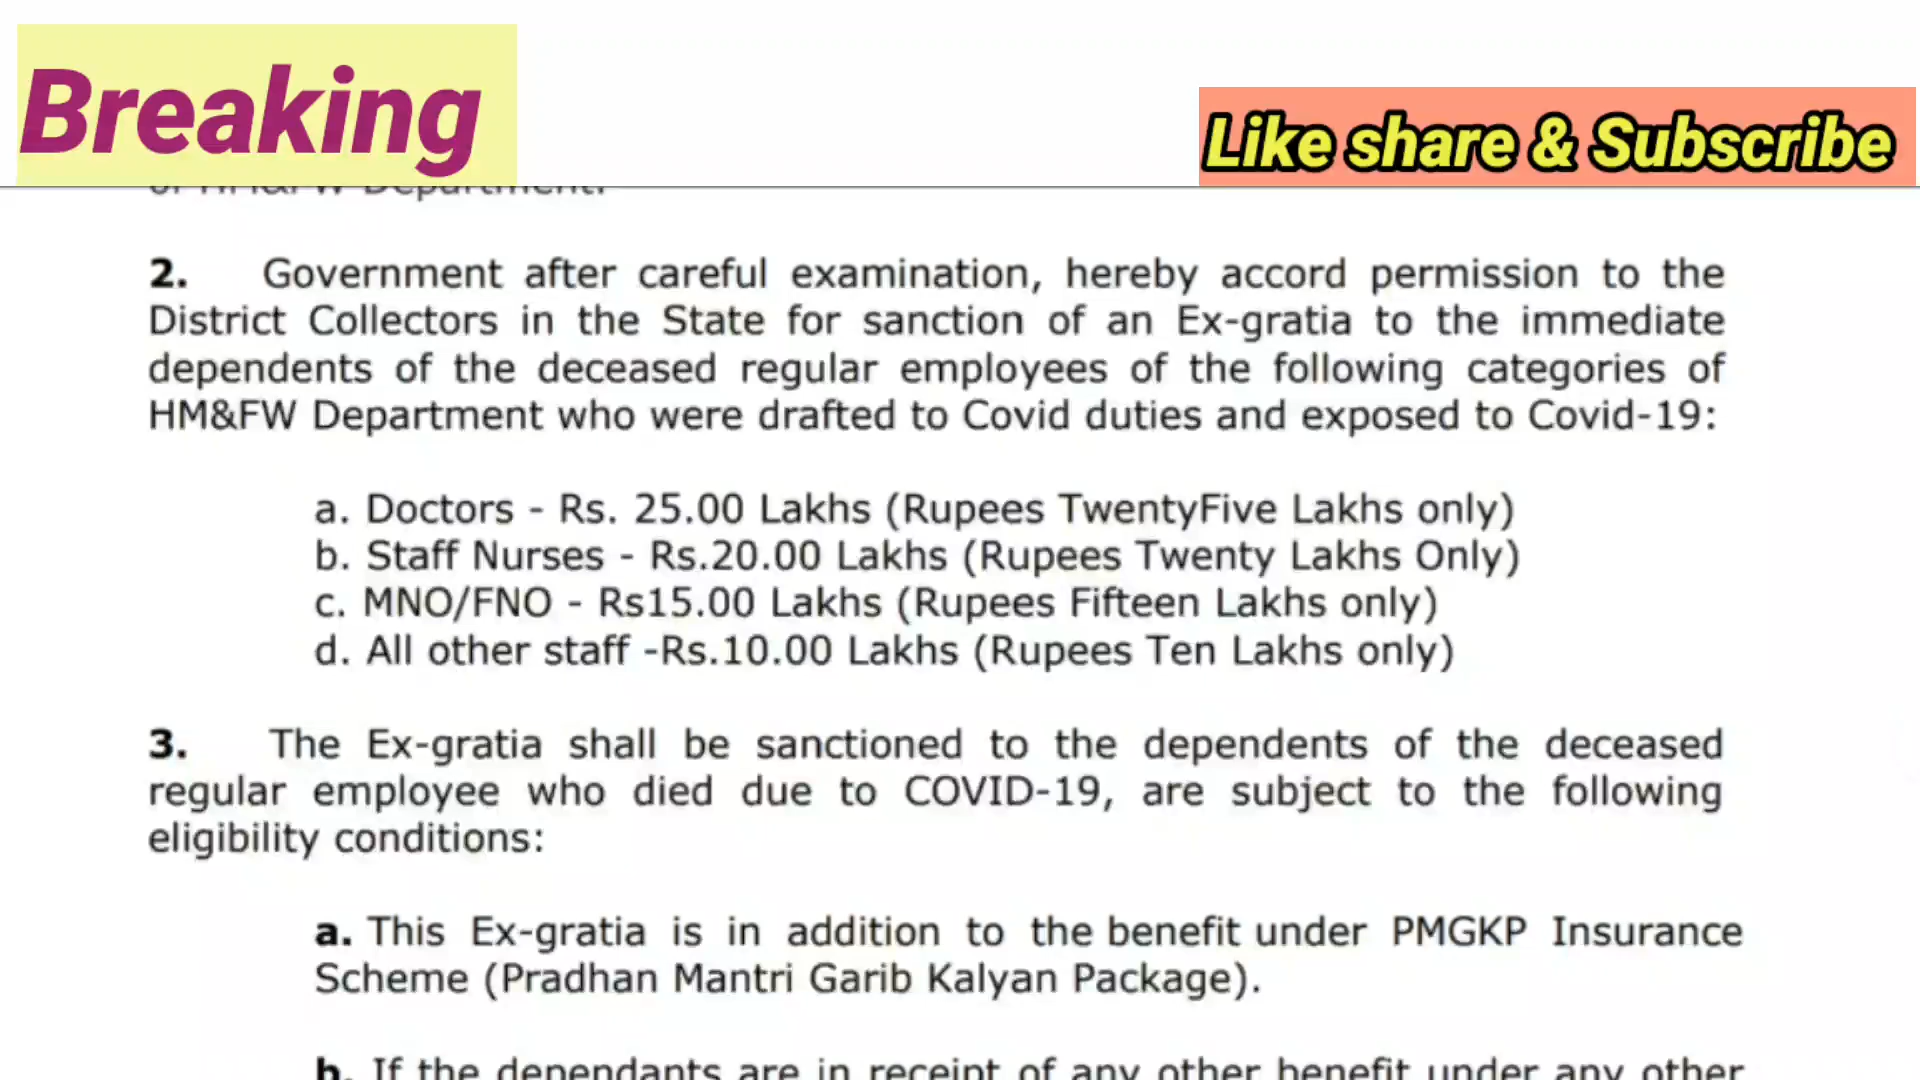 Breaking
Like share & Subscribe
of HM&FW Department.
2. Government after careful examination, hereby accord permission to the
District Collectors in the State for sanction of an Ex-gratia to the immediate
dependents of the deceased regular employees of the following categories of
HM&FW Department who were drafted to Covid duties and exposed to Covid-19:
a. Doctors - Rs. 25.00 Lakhs (Rupees TwentyFive Lakhs only)
b. Staff Nurses - Rs.20.00 Lakhs (Rupees Twenty Lakhs Only)
c. MNO/FNO - Rs15.00 Lakhs (Rupees Fifteen Lakhs only)
d. All other staff -Rs.10.00 Lakhs (Rupees Ten Lakhs only)
3. The Ex-gratia shall be sanctioned to the dependents of the deceased
regular employee who died due to COVID-19, are subject to the following
eligibility conditions:
a. This Ex-gratia is in addition to the benefit under PMGKP Insurance
Scheme (Pradhan Mantri Garib Kalyan Package).
b. If the dependants are in receipt of any other benefit under any other